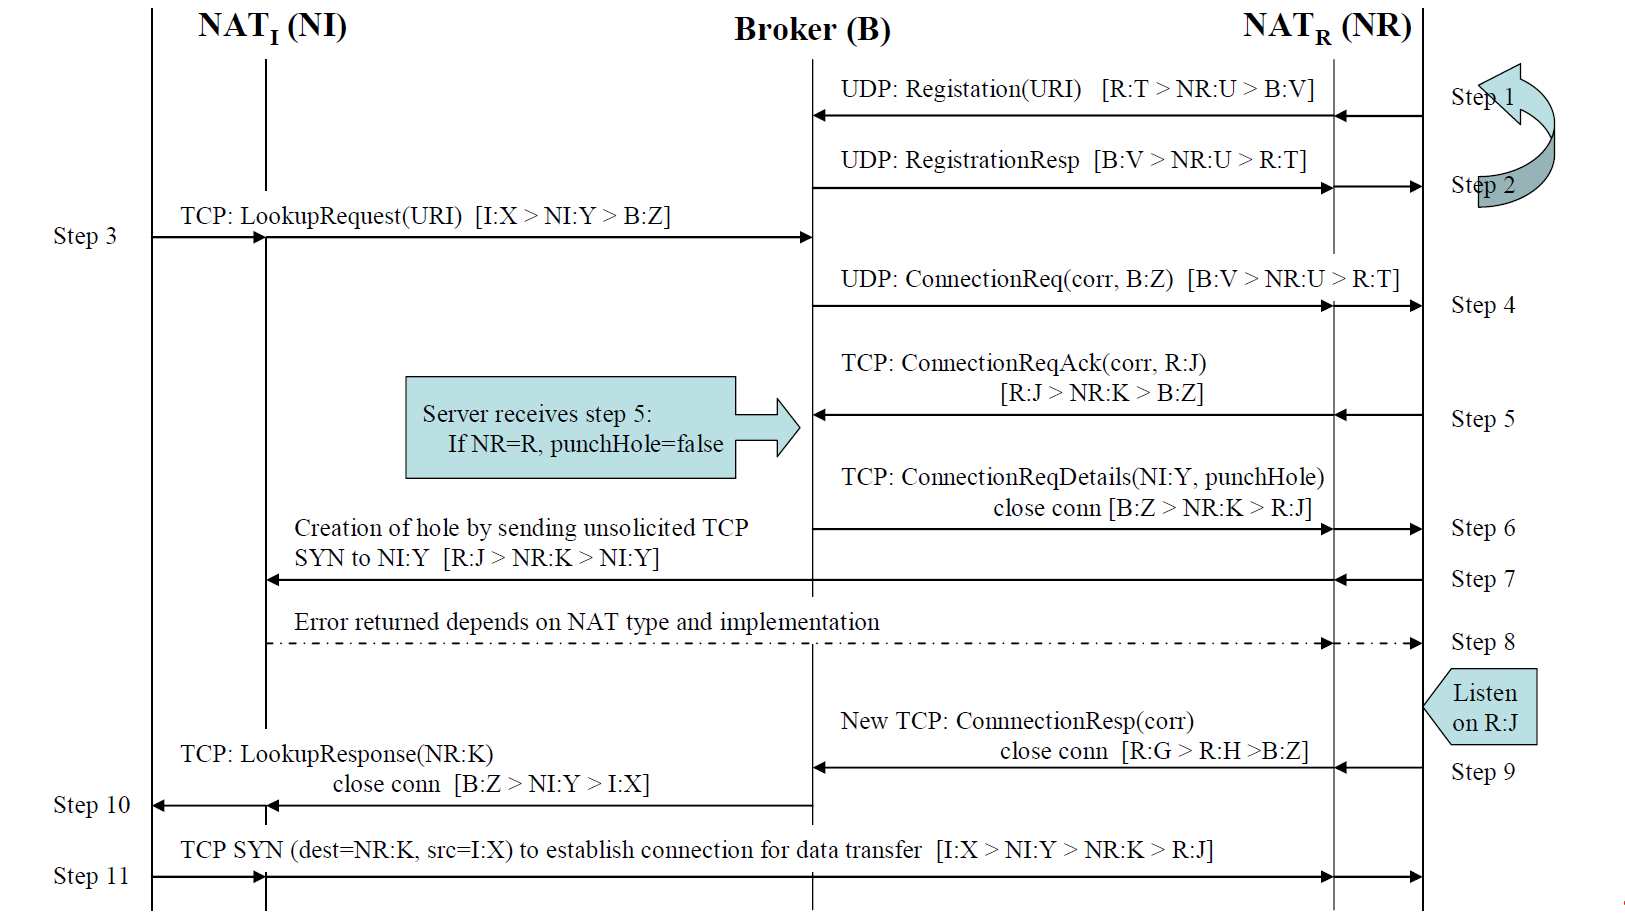 NATI (NI) Broker (B) NATR (NR)
UDP: Registation(URI) [R:T > NR:U > B:V]
Step 1
UDP: RegistrationResp [B:V > NR:U > R:T]
Step 2
TCP: LookupRequest(URI) [I:X > NI:Y > B:Z]
Step 3
UDP: ConnectionReq(corr, B:Z) [B:V > NR:U > R:T]
Step 4
TCP: ConnectionReqAck(corr, R:J)
[R:J > NR:K > B:Z]
Step 5
Server receives step 5:
If NR=R, punchHole=false
TCP: ConnectionReqDetails(NI:Y, punchHole)
close conn [B:Z > NR:K > R:J]
Step 6
Creation of hole by sending unsolicited TCP
SYN to NI:Y [R:J > NR:K > NI:Y]
Step 7
Error returned depends on NAT type and implementation
Step 8
Listen
on R:J
New TCP: ConnnectionResp(corr)
close conn [R:G > R:H >B:Z]
Step 9
TCP: LookupResponse(NR:K)
close conn [B:Z > NI:Y > I:X]
Step 10
TCP SYN (dest=NR:K, src=I:X) to establish connection for data transfer [I:X > NI:Y > NR:K > R:J]
Step 11